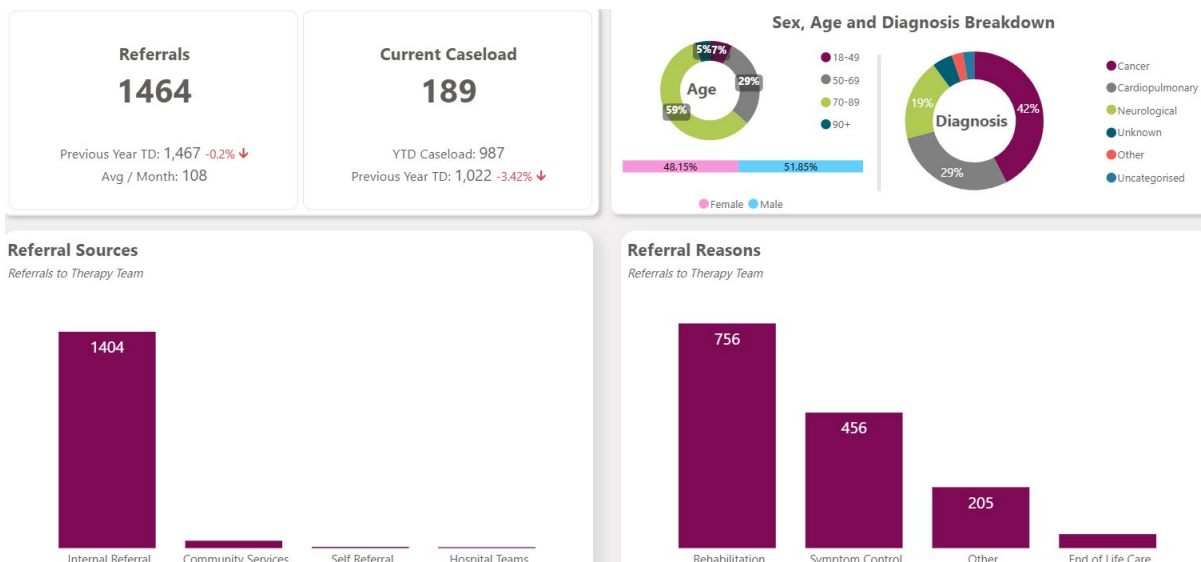 Referrals
1464
Previous Year TD: 1,467 -0.2%
Avg / Month: 108
Current Caseload
189
YTD Caseload: 987
Previous Year TD: 1,022 -3.42%
Sex, Age and Diagnosis Breakdown
Age
5%
7%
29%
59%
18-49
50-69
70-89
90+
48.15%
51.85%
Female
Male
Diagnosis
42%
29%
19%
Cancer
Cardiopulmonary
Neurological
Unknown
Other
Uncategorised
Referral Sources
Referrals to Therapy Team
1404
Internal Referral
Community Services
Self Referral
Hospital Teams
Referral Reasons
Referrals to Therapy Team
756
456
205
Rehabilitation
Symptom Control
Other
End of Life Care